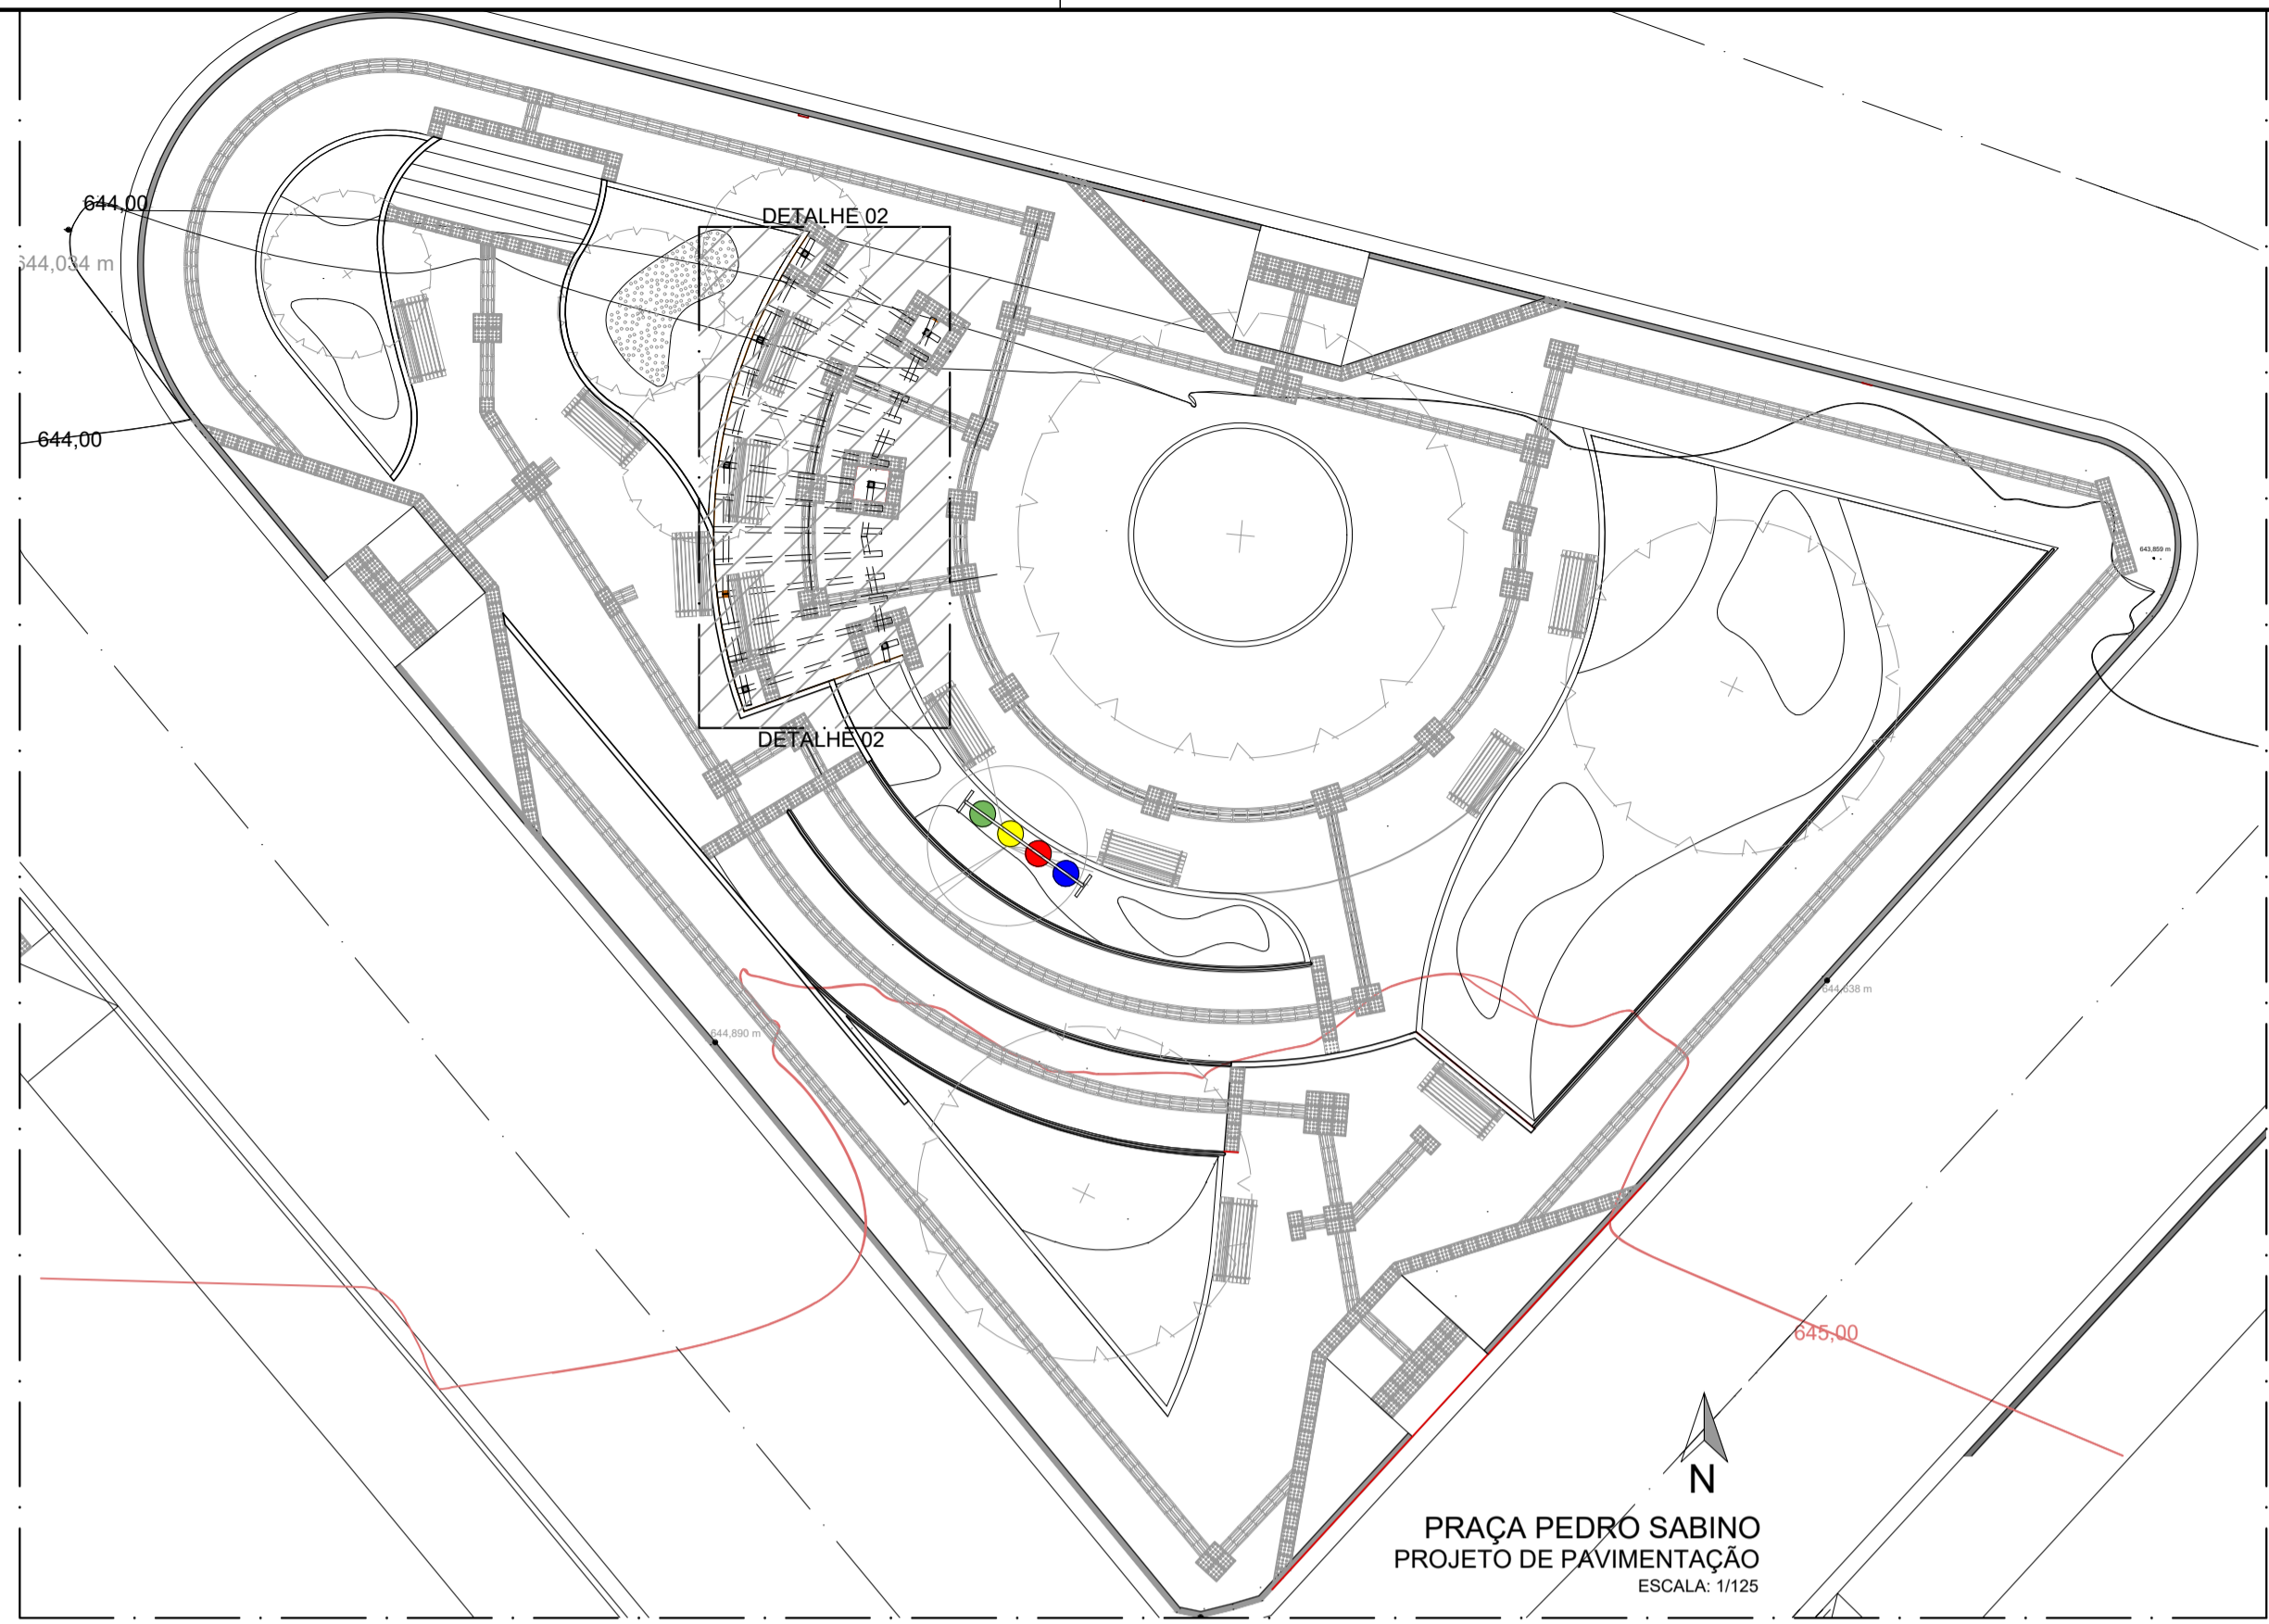 644,00
DETALHE 02
644,034 m
644,00
643,859 m
DETALHE 02
644,638 m
644,890 m
645,00
N
PRAÇA PEDRO SABINO
PROJETO DE PAVIMENTAÇÃO
ESCALA: 1/125